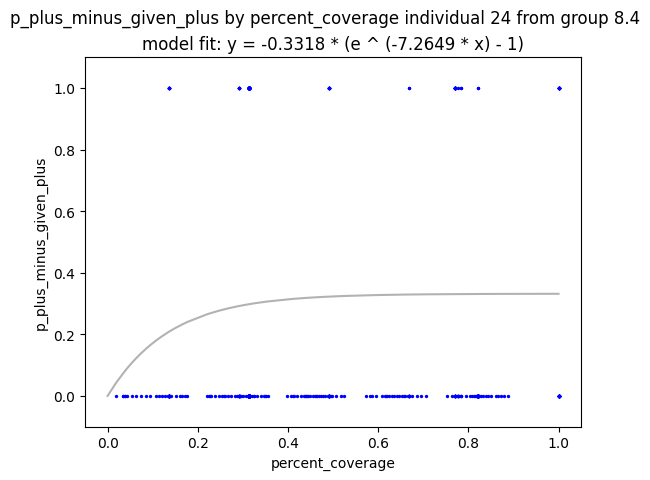 p_plus_minus_given_plus by percent_coverage individual 24 from group 8.4
model fit: y = -0.3318 * (e ^ (-7.2649 * x) - 1)
1.0
0.8
0.6
0.4
0.2
0.0
p_plus_minus_given_plus
0.0 0.2 0.4 0.6 0.8 1.0
percent_coverage